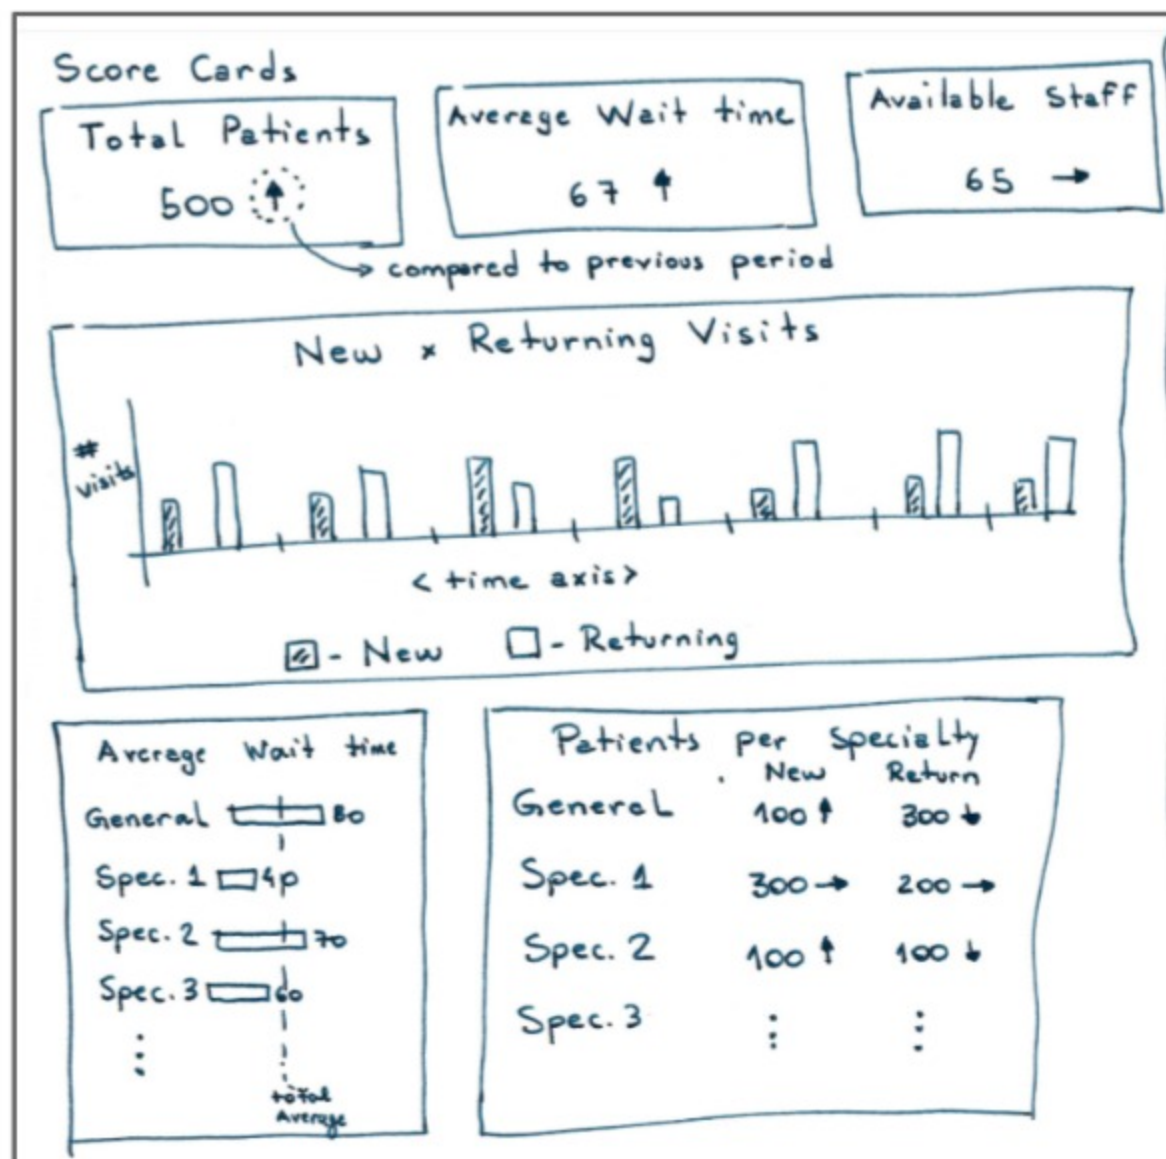 Score Cards
Total Patients
500 ↑
Average Wait time
67 ↑
Available Staff
65 →
compared to previous period
New x Returning Visits
# visits
< time axis >
- New
- Returning
Average Wait time
General 80
Spec. 1 40
Spec. 2 70
Spec. 3 60
⋮
total
Average
Patients per Specialty
New Return
General 100 ↑ 300 ↓
Spec. 1 300 → 200 →
Spec. 2 100 ↑ 100 ↓
Spec. 3 ⋮ ⋮